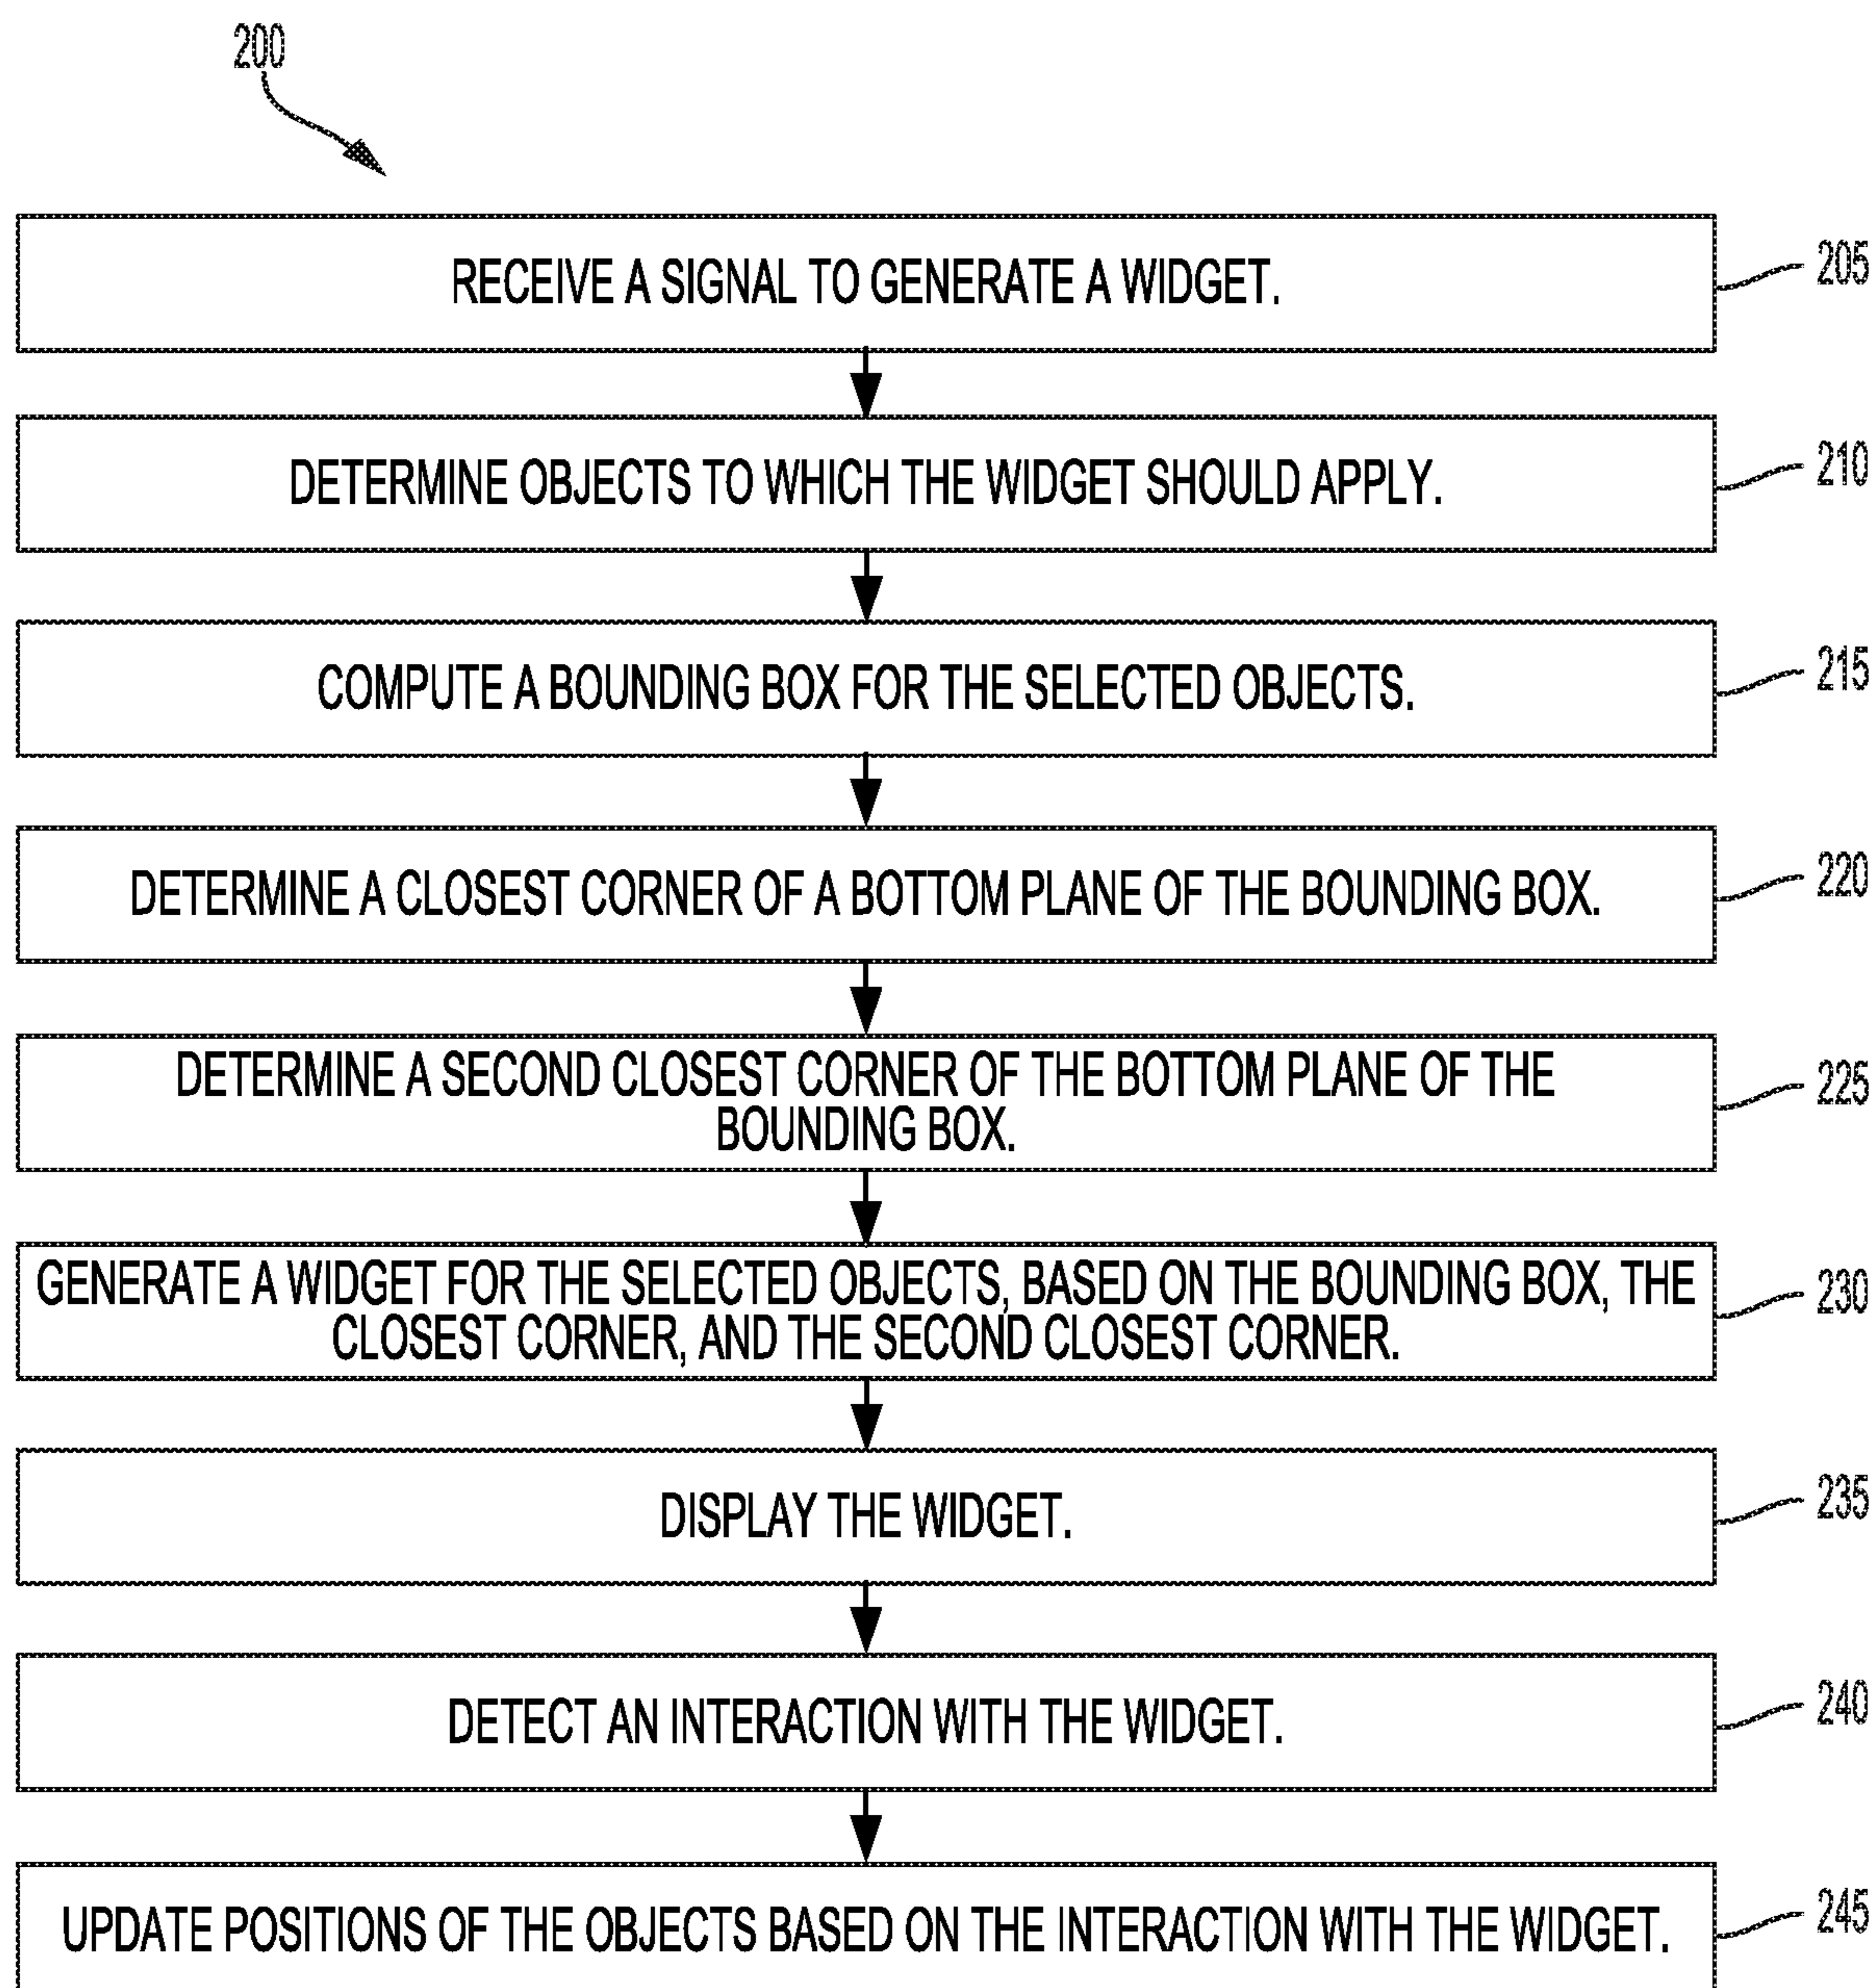 200
RECEIVE A SIGNAL TO GENERATE A WIDGET.
205
DETERMINE OBJECTS TO WHICH THE WIDGET SHOULD APPLY.
210
COMPUTE A BOUNDING BOX FOR THE SELECTED OBJECTS.
215
DETERMINE A CLOSEST CORNER OF A BOTTOM PLANE OF THE BOUNDING BOX.
220
DETERMINE A SECOND CLOSEST CORNER OF THE BOTTOM PLANE OF THE
BOUNDING BOX.
225
GENERATE A WIDGET FOR THE SELECTED OBJECTS, BASED ON THE BOUNDING BOX, THE
CLOSEST CORNER, AND THE SECOND CLOSEST CORNER.
230
DISPLAY THE WIDGET.
235
DETECT AN INTERACTION WITH THE WIDGET.
240
UPDATE POSITIONS OF THE OBJECTS BASED ON THE INTERACTION WITH THE WIDGET.
245